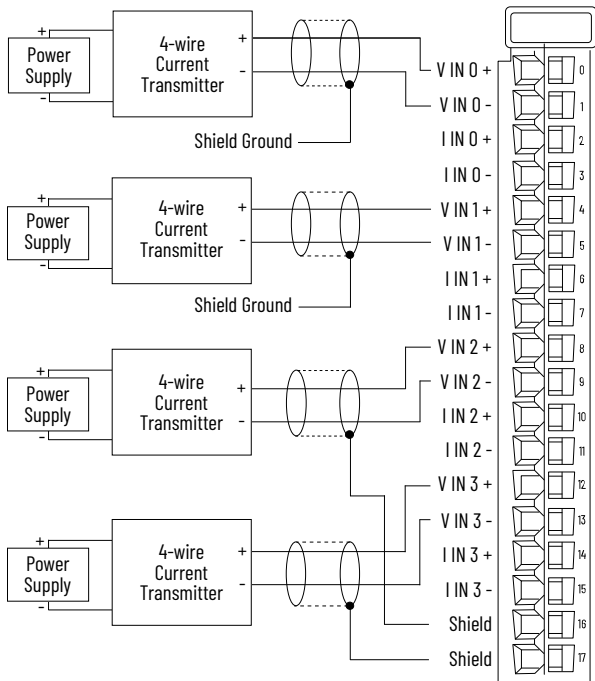 +
Power
Supply
-
4-wire
Current
Transmitter
+
-
Shield Ground
+
Power
Supply
-
4-wire
Current
Transmitter
+
-
Shield Ground
+
Power
Supply
-
4-wire
Current
Transmitter
+
-
+
Power
Supply
-
4-wire
Current
Transmitter
+
-
V IN 0 + 0
V IN 0 - 1
I IN 0 + 2
I IN 0 - 3
V IN 1 + 4
V IN 1 - 5
I IN 1 + 6
I IN 1 - 7
V IN 2 + 8
V IN 2 - 9
I IN 2 + 10
I IN 2 - 11
V IN 3 + 12
V IN 3 - 13
I IN 3 + 14
I IN 3 - 15
Shield 16
Shield 17